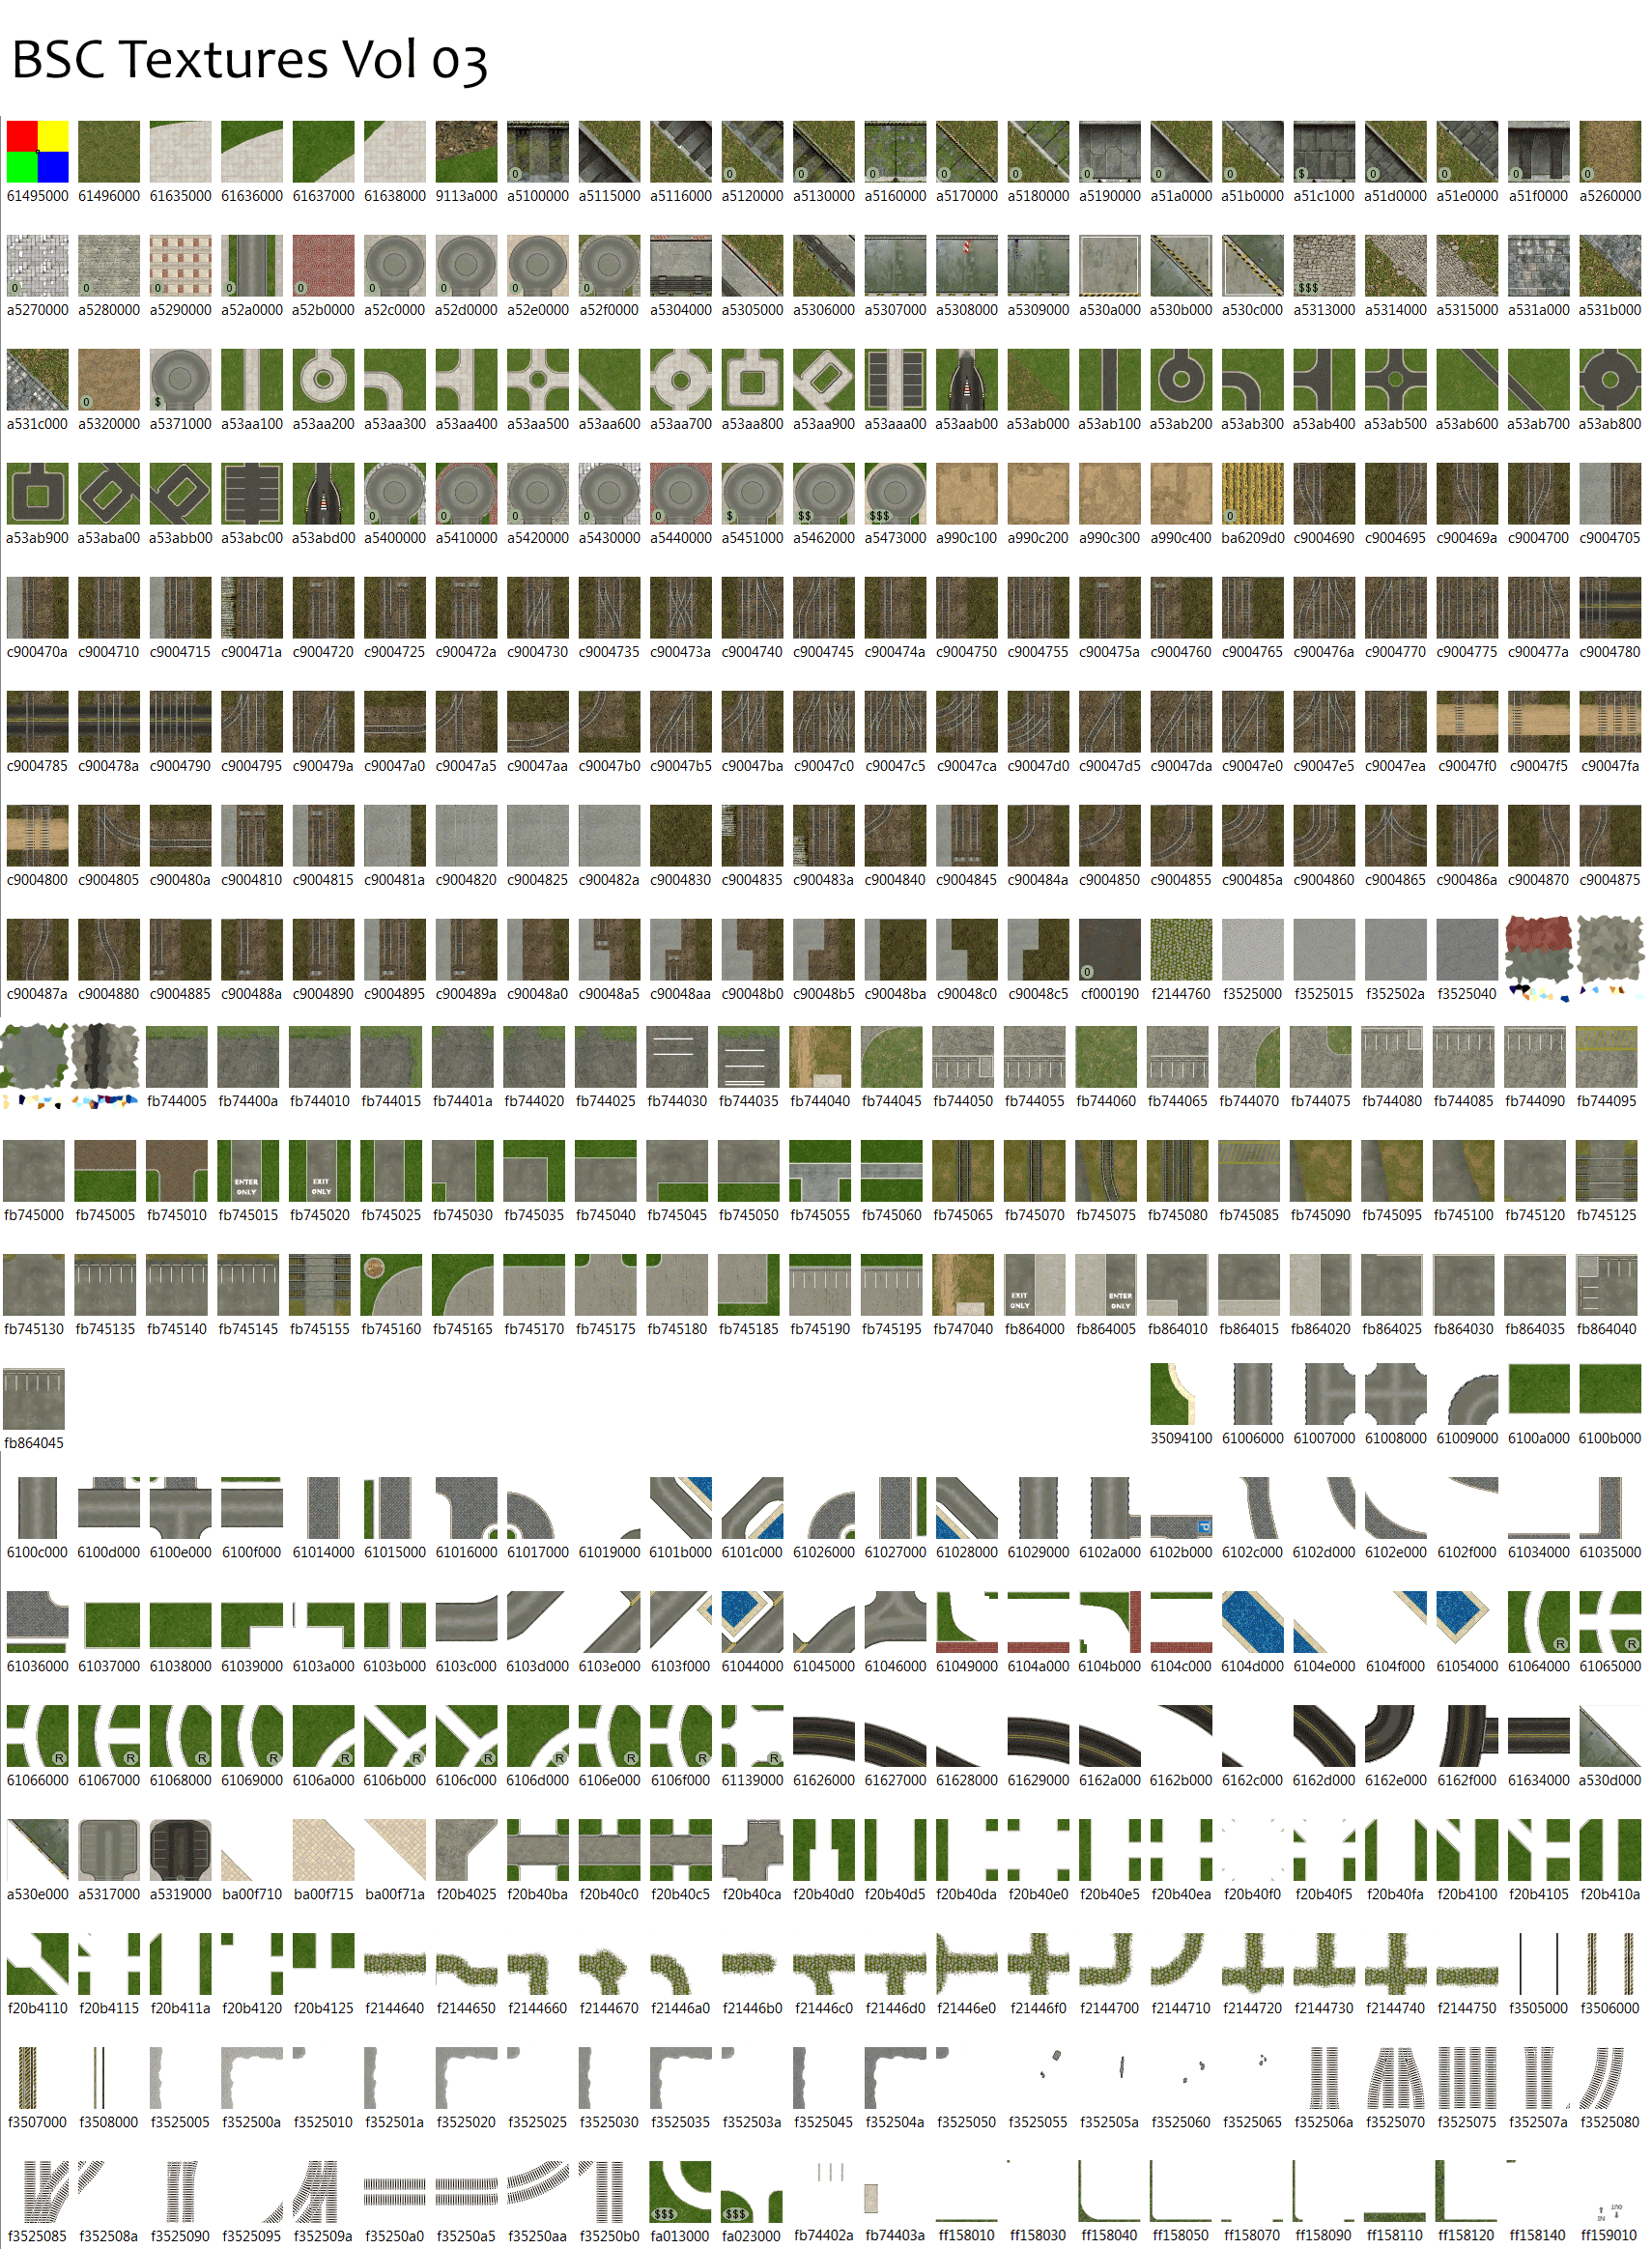 BSC Textures Vol 03
61495000 61496000 61635000 61636000 61637000 61638000 9113a000 a5100000 a5115000 a5116000 a5120000 a5130000 a5160000 a5170000 a5180000 a5190000 a51a0000 a51b0000 a51c1000 a51d0000 a51e0000 a51f0000 a5260000
a5270000 a5280000 a5290000 a52a0000 a52b0000 a52c0000 a52d0000 a52e0000 a52f0000 a5304000 a5305000 a5306000 a5307000 a5308000 a5309000 a530a000 a530b000 a530c000 a5313000 a5314000 a5315000 a531a000 a531b000
a531c000 a5320000 a5371000 a53aa100 a53aa200 a53aa300 a53aa400 a53aa500 a53aa600 a53aa700 a53aa800 a53aa900 a53aaa00 a53aab00 a53ab000 a53ab100 a53ab200 a53ab300 a53ab400 a53ab500 a53ab600 a53ab700 a53ab800
a53ab900 a53aba00 a53abb00 a53abc00 a53abd00 a5400000 a5410000 a5420000 a5430000 a5440000 a5451000 a5462000 a5473000 a990c100 a990c200 a990c300 a990c400 ba6209d0 c9004690 c9004695 c900469a c9004700 c9004705
c900470a c9004710 c9004715 c900471a c9004720 c9004725 c900472a c9004730 c9004735 c900473a c9004740 c9004745 c900474a c9004750 c9004755 c900475a c9004760 c9004765 c900476a c9004770 c9004775 c900477a c9004780
c9004785 c900478a c9004790 c9004795 c900479a c90047a0 c90047a5 c90047aa c90047b0 c90047b5 c90047ba c90047c0 c90047c5 c90047ca c90047d0 c90047d5 c90047da c90047e0 c90047e5 c90047ea c90047f0 c90047f5 c90047fa
c9004800 c9004805 c900480a c9004810 c9004815 c900481a c9004820 c9004825 c900482a c9004830 c9004835 c900483a c9004840 c9004845 c900484a c9004850 c9004855 c900485a c9004860 c9004865 c900486a c9004870 c9004875
c900487a c9004880 c9004885 c900488a c9004890 c9004895 c900489a c90048a0 c90048a5 c90048aa c90048b0 c90048b5 c90048ba c90048c0 c90048c5 cf000190 f2144760 f3525000 f3525015 f352502a f3525040
fb744005 fb74400a fb744010 fb744015 fb74401a fb744020 fb744025 fb744030 fb744035 fb744040 fb744045 fb744050 fb744055 fb744060 fb744065 fb744070 fb744075 fb744080 fb744085 fb744090 fb744095
ENTER ONLY EXIT ONLY
fb745000 fb745005 fb745010 fb745015 fb745020 fb745025 fb745030 fb745035 fb745040 fb745045 fb745050 fb745055 fb745060 fb745065 fb745070 fb745075 fb745080 fb745085 fb745090 fb745095 fb745100 fb745120 fb745125
EXIT ONLY ENTER ONLY
fb745130 fb745135 fb745140 fb745145 fb745155 fb745160 fb745165 fb745170 fb745175 fb745180 fb745185 fb745190 fb745195 fb747040 fb864000 fb864005 fb864010 fb864015 fb864020 fb864025 fb864030 fb864035 fb864040
fb864045 35094100 61006000 61007000 61008000 61009000 6100a000 6100b000
6100c000 6100d000 6100e000 6100f000 61014000 61015000 61016000 61017000 61019000 6101b000 6101c000 61026000 61027000 61028000 61029000 6102a000 6102b000 6102c000 6102d000 6102e000 6102f000 61034000 61035000
61036000 61037000 61038000 61039000 6103a000 6103b000 6103c000 6103d000 6103e000 6103f000 61044000 61045000 61046000 61049000 6104a000 6104b000 6104c000 6104d000 6104e000 6104f000 61054000 61064000 61065000
61066000 61067000 61068000 61069000 6106a000 6106b000 6106c000 6106d000 6106e000 6106f000 61139000 61626000 61627000 61628000 61629000 6162a000 6162b000 6162c000 6162d000 6162e000 6162f000 61634000 a530d000
a530e000 a5317000 a5319000 ba00f710 ba00f715 ba00f71a f20b4025 f20b40ba f20b40c0 f20b40c5 f20b40ca f20b40d0 f20b40d5 f20b40da f20b40e0 f20b40e5 f20b40ea f20b40f0 f20b40f5 f20b40fa f20b4100 f20b4105 f20b410a
f20b4110 f20b4115 f20b411a f20b4120 f20b4125 f2144640 f2144650 f2144660 f2144670 f21446a0 f21446b0 f21446c0 f21446d0 f21446e0 f21446f0 f2144700 f2144710 f2144720 f2144730 f2144740 f2144750 f3505000 f3506000
f3507000 f3508000 f3525005 f352500a f3525010 f352501a f3525020 f3525025 f3525030 f3525035 f352503a f3525045 f352504a f3525050 f3525055 f352505a f3525060 f3525065 f352506a f3525070 f3525075 f352507a f3525080
f3525085 f352508a f3525090 f3525095 f352509a f35250a0 f35250a5 f35250aa f35250b0 fa013000 fa023000 fb74402a fb74403a ff158010 ff158030 ff158040 ff158050 ff158070 ff158090 ff158110 ff158120 ff158140 ff159010